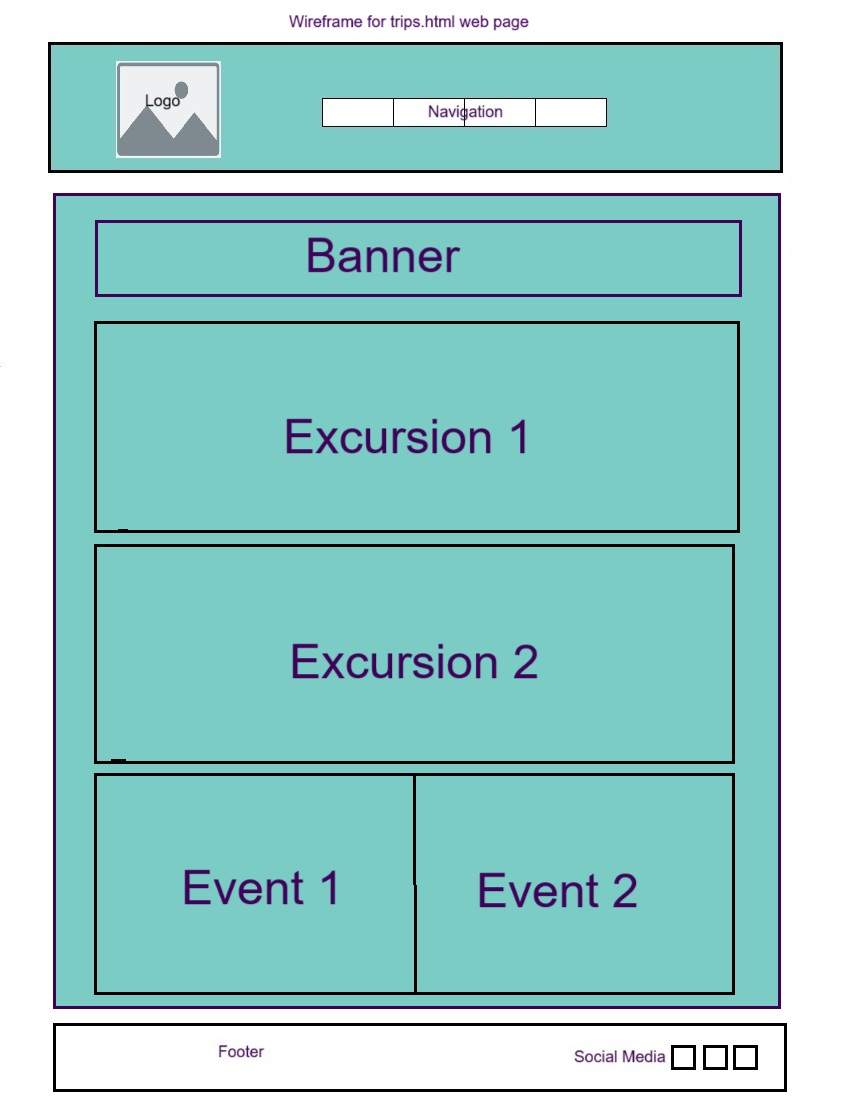 Wireframe for trips.html web page
Logo
Navigation
Banner
Excursion 1
Excursion 2
Event 1
Event 2
Footer
Social Media